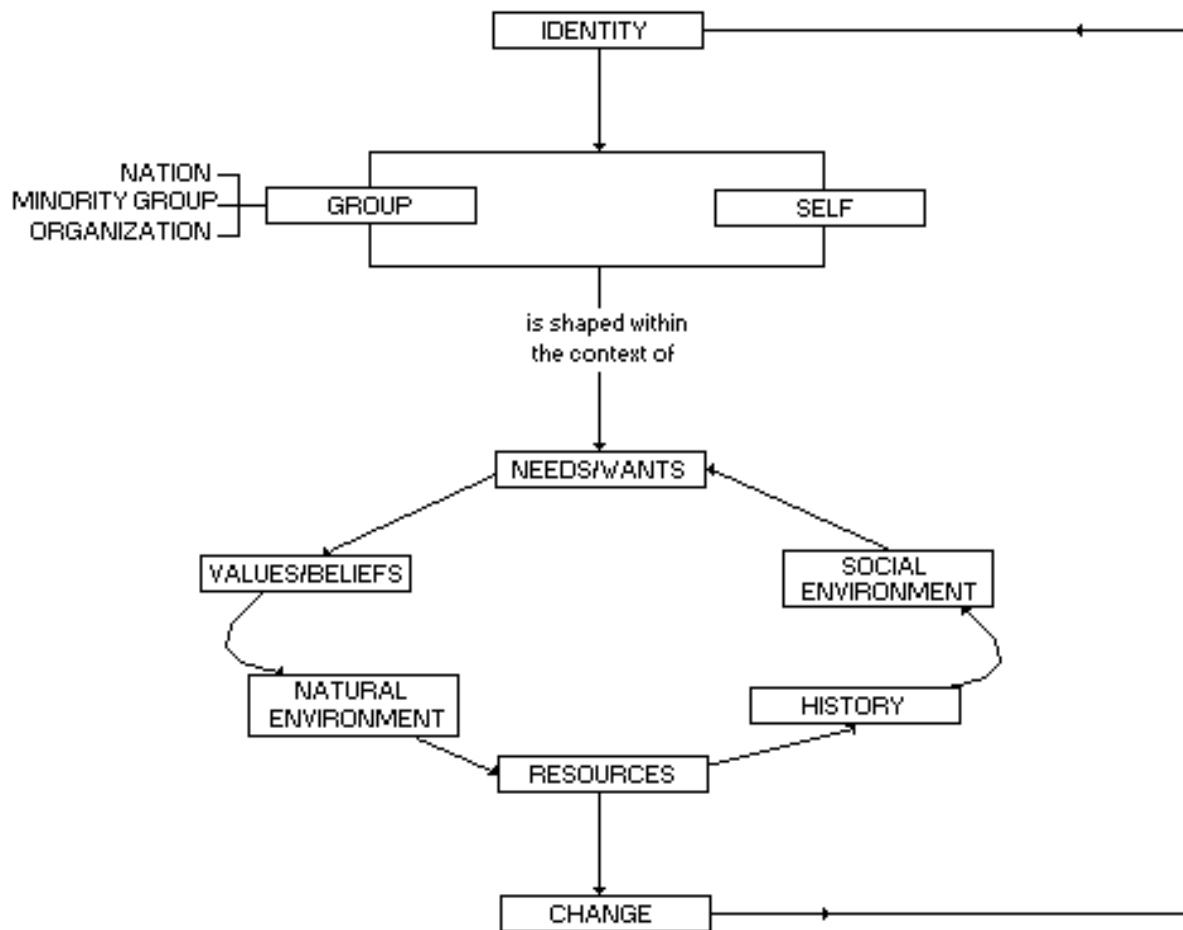 IDENTITY
NATION
MINORITY GROUP
ORGANIZATION
GROUP
SELF
is shaped within
the context of
NEEDS/WANTS
VALUES/BELIEFS
SOCIAL
ENVIRONMENT
NATURAL
ENVIRONMENT
HISTORY
RESOURCES
CHANGE